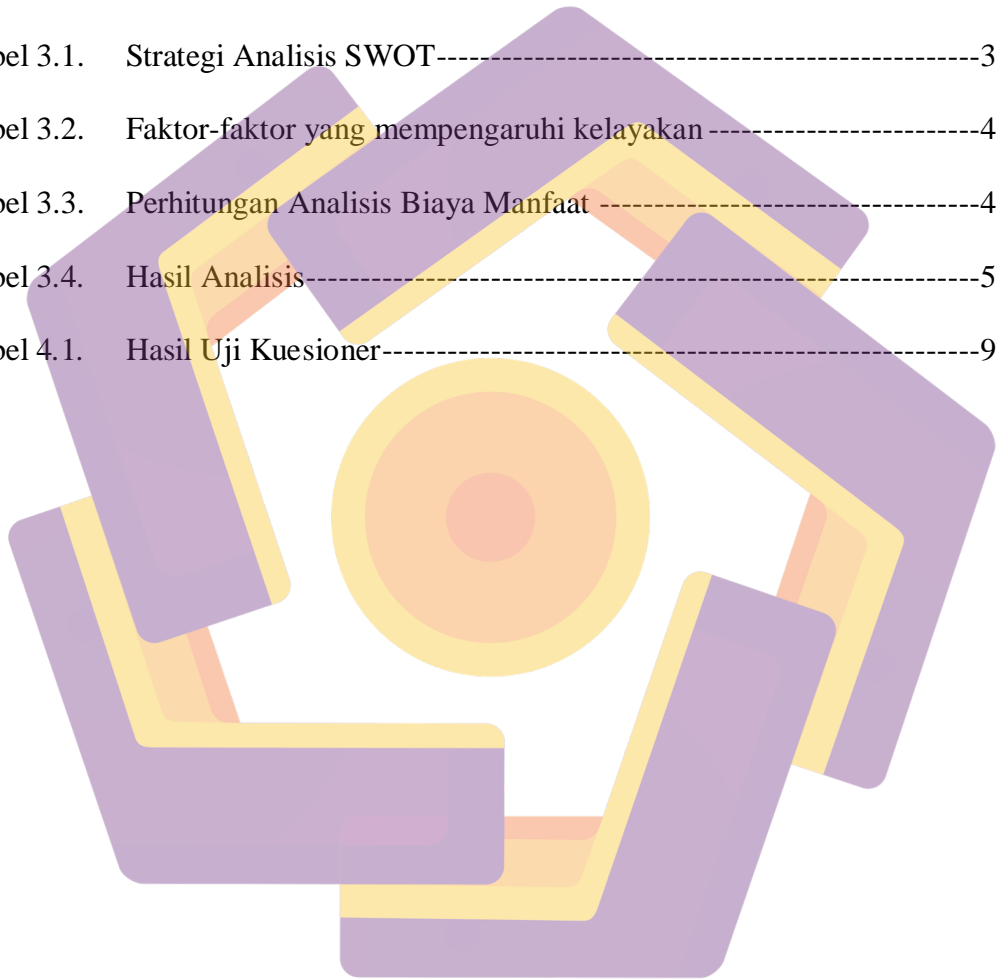 bel 3.1. Strategi Analisis SWOT-----------------------------------------------------------3
bel 3.2. Faktor-faktor yang mempengaruhi kelayakan -----------------------------4
bel 3.3. Perhitungan Analisis Biaya Manfaat -----------------------------------------4
bel 3.4. Hasil Analisis-------------------------------------------------------------------------5
bel 4.1. Hasil Uji Kuesioner-----------------------------------------------------------------9